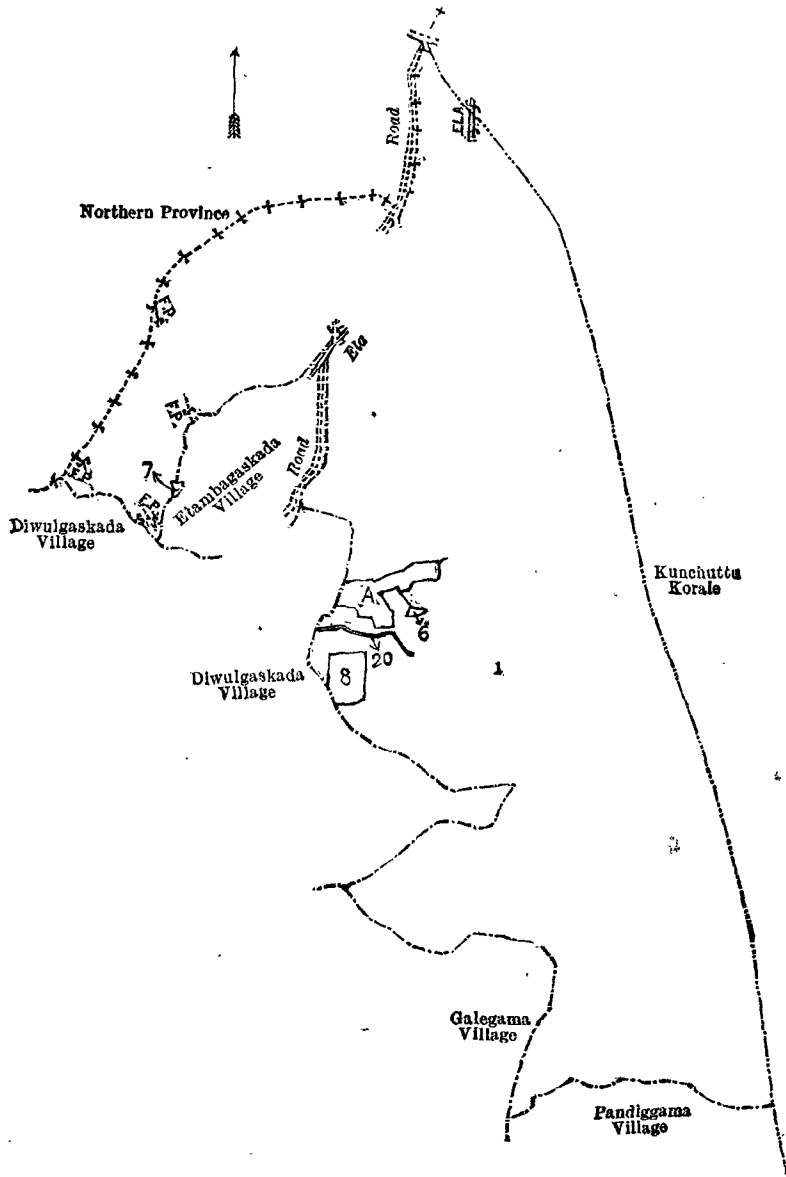 Road
ELA
Northern Province
F.P.
Ela
F.P.
Road
Etambagaskada
Village
7
F.P.
F.P.
Diwulgaskada
Village
A
6
20
8
Diwulgaskada
Village
1
Kunchuttu
Korale
Galegama
Village
Pandiggama
Village